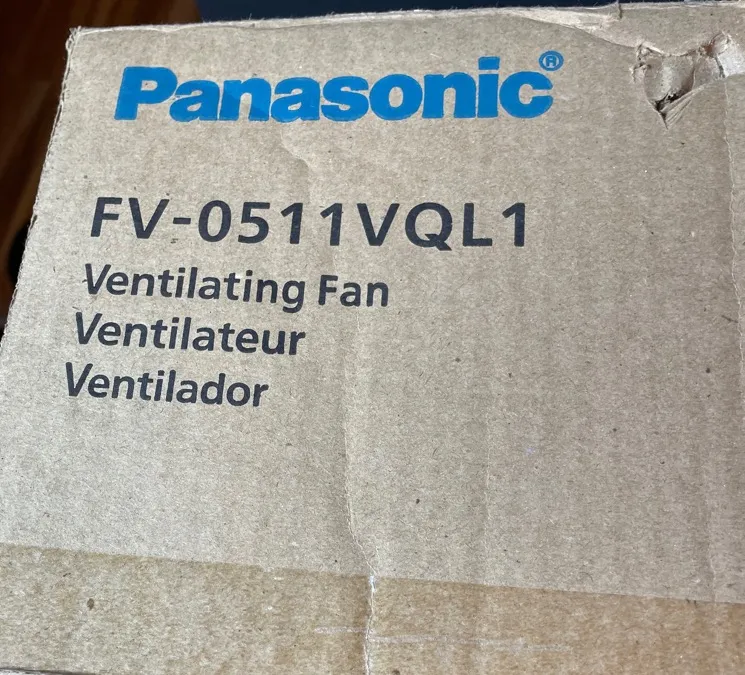 Panasonic®
FV-0511VQL1
Ventilating Fan
Ventilateur
Ventilador